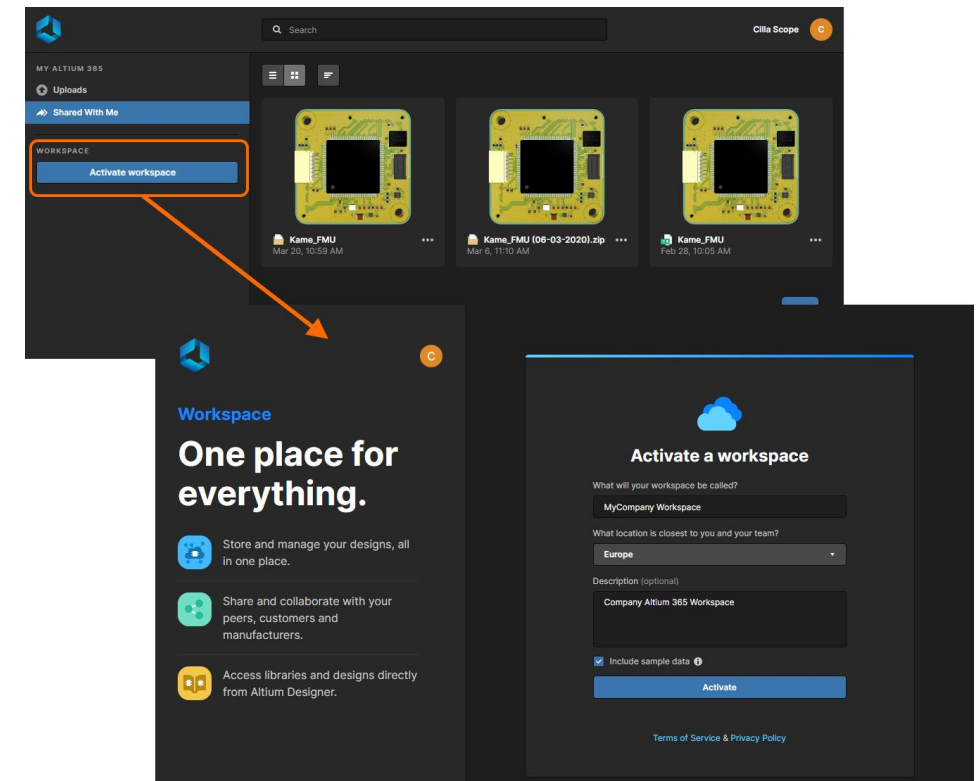 Search
Cilla Scope
C
MY ALTIUM 365
Uploads
Shared With Me
WORKSPACE
Activate workspace
Kame_FMU
Mar 20, 10:59 AM
Kame_FMU (06-03-2020).zip
Mar 6, 11:10 AM
Kame_FMU
Feb 28, 10:05 AM
C
Workspace
One place for
everything.
Store and manage your designs, all
in one place.
Share and collaborate with your
peers, customers and
manufacturers.
Access libraries and designs directly
from Altium Designer.
Activate a workspace
What will your workspace be called?
MyCompany Workspace
What location is closest to you and your team?
Europe
Description (optional)
Company Altium 365 Workspace
Include sample data
Activate
Terms of Service & Privacy Policy